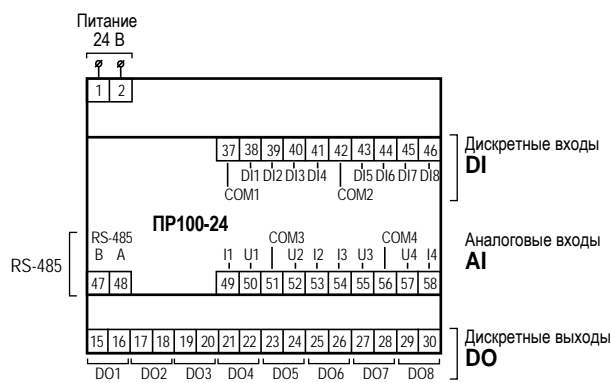 Питание
24 В
1 2
37 38 39 40 41 42 43 44 45 46
DI1 DI2 DI3 DI4 DI5 DI6 DI7 DI8
COM1 COM2
Дискретные входы
DI
ПР100-24
RS-485
RS-485 COM3 COM4
B A I1 U1 U2 I2 I3 U3 U4 I4
47 48 49 50 51 52 53 54 55 56 57 58
Аналоговые входы
AI
15 16 17 18 19 20 21 22 23 24 25 26 27 28 29 30
DO1 DO2 DO3 DO4 DO5 DO6 DO7 DO8
Дискретные выходы
DO